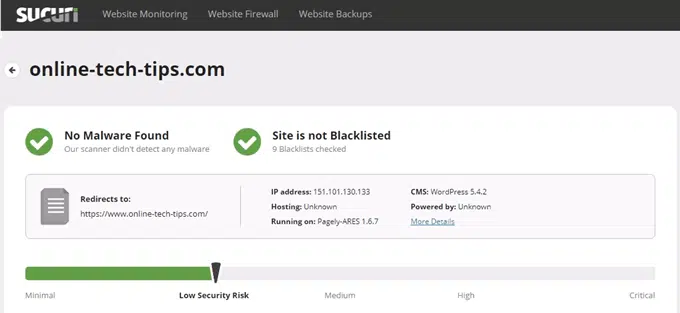 SUCURI Website Monitoring Website Firewall Website Backups
online-tech-tips.com
No Malware Found
Our scanner didn't detect any malware
Site is not Blacklisted
9 Blacklists checked
Redirects to:
https://www.online-tech-tips.com/
IP address: 151.101.130.133
Hosting: Unknown
Running on: Pagely-ARES 1.6.7
CMS: WordPress 5.4.2
Powered by: Unknown
More Details
Minimal Low Security Risk Medium High Critical